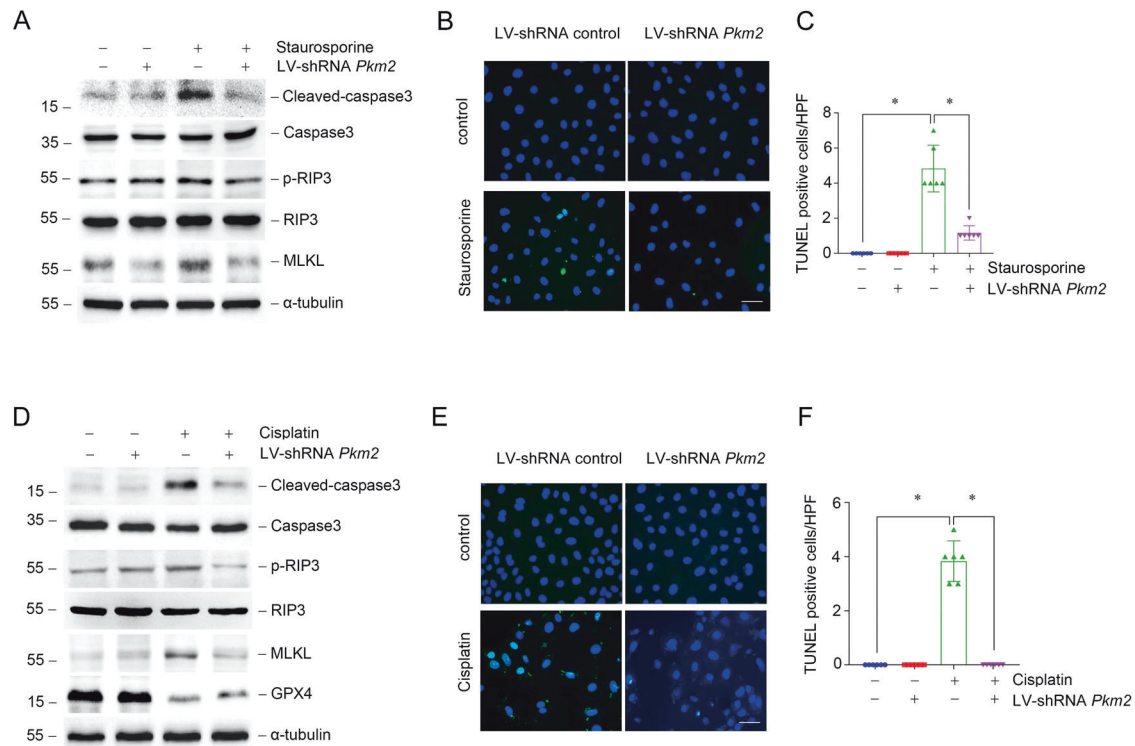 A
− − + + Staurosporine
− + − + LV-shRNA Pkm2
15 – – Cleaved-caspase3
35 – – Caspase3
55 – – p-RIP3
55 – – RIP3
55 – – MLKL
55 – – α-tubulin
B
LV-shRNA control LV-shRNA Pkm2
control
Staurosporine
C
TUNEL positive cells/HPF
8
6
4
2
0
* *
− − + + Staurosporine
− + − + LV-shRNA Pkm2
D
− − + + Cisplatin
− + − + LV-shRNA Pkm2
15 – – Cleaved-caspase3
35 – – Caspase3
55 – – p-RIP3
55 – – RIP3
55 – – MLKL
15 – – GPX4
55 – – α-tubulin
E
LV-shRNA control LV-shRNA Pkm2
control
Cisplatin
F
TUNEL positive cells/HPF
6
4
2
0
* *
− − + + Cisplatin
− + − + LV-shRNA Pkm2